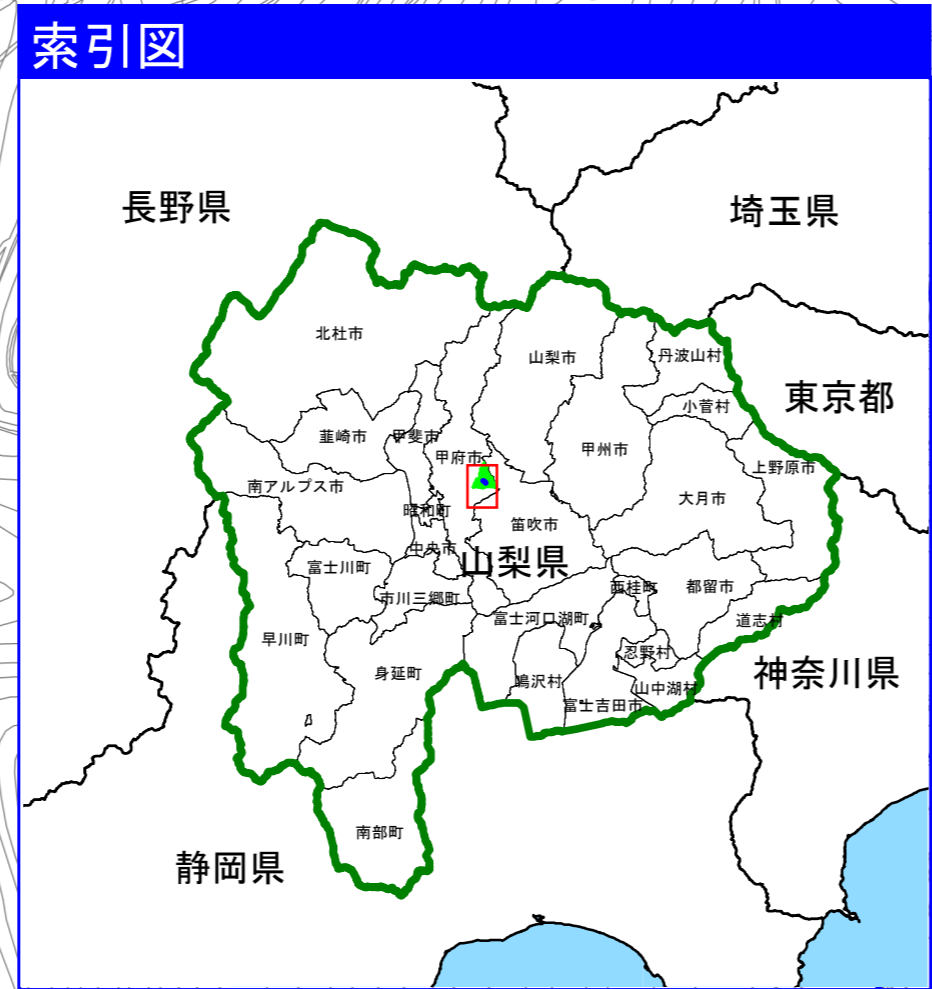 索引図
長野県
埼玉県
北杜市
山梨市
丹波山村
東京都
小菅村
韮崎市
甲斐市
甲州市
甲府市
上野原市
南アルプス市
大月市
昭和町
笛吹市
中央市
山梨県
富士川町
西桂町
都留市
市川三郷町
富士河口湖町
道志村
早川町
忍野村
身延町
神奈川県
鳴沢村
山中湖村
富士吉田市
南部町
静岡県